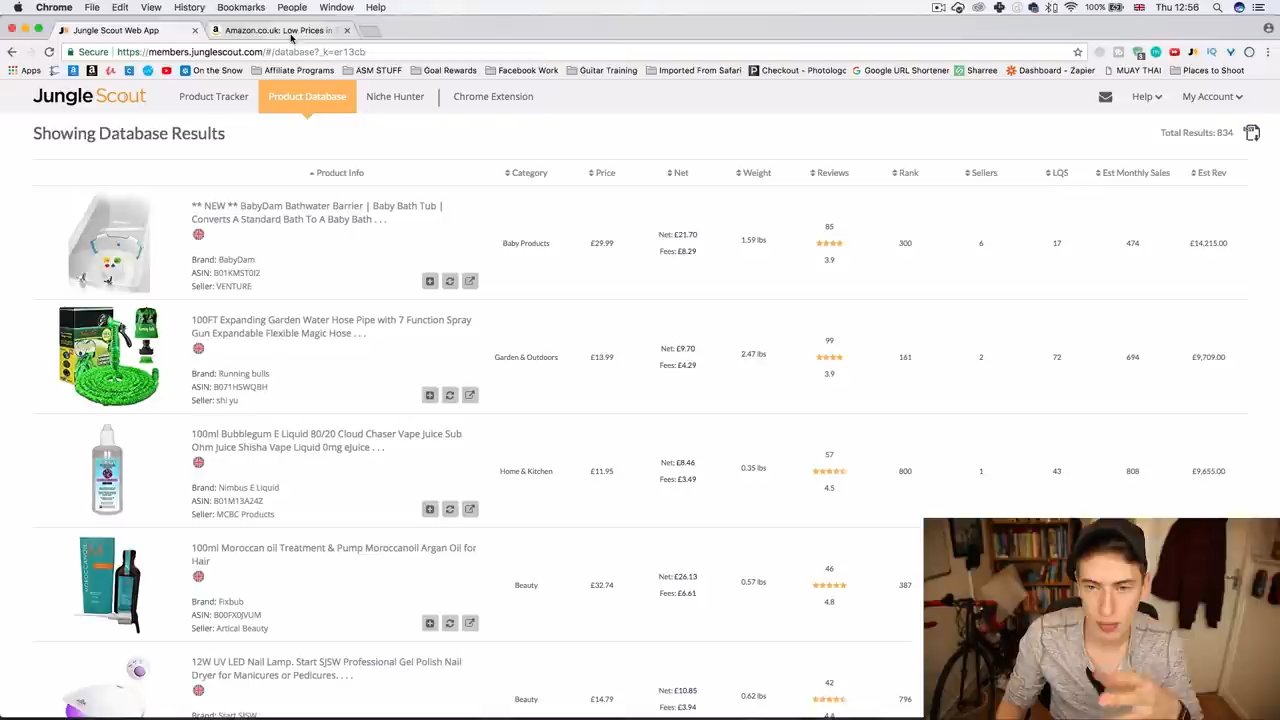 Chrome File Edit View History Bookmarks People Window Help 100% Thu 12:56
Jungle Scout Web App Amazon.co.uk: Low Prices in
Secure https://members.junglescout.com/#/database?_k=er13cb
Apps On the Snow Affiliate Programs ASM STUFF Goal Rewards Facebook Work Guitar Training Imported From Safari Checkout - Photologo Google URL Shortener Sharree Dashboard - Zapier MUAY THAI Places to Shoot
Jungle Scout Product Tracker Product Database Niche Hunter Chrome Extension Help My Account
Showing Database Results Total Results: 834
Product Info Category Price Net Weight Reviews Rank Sellers LQS Est Monthly Sales Est Rev
** NEW ** BabyDam Bathwater Barrier | Baby Bath Tub |
Converts A Standard Bath To A Baby Bath . . .
Brand: BabyDam
ASIN: B01KMST0I2
Seller: VENTURE
Baby Products £29.99 Net: £21.70 Fees: £8.29 1.59 lbs 85 3.9 300 6 17 474 £14,215.00
100FT Expanding Garden Water Hose Pipe with 7 Function Spray
Gun Expandable Flexible Magic Hose . . .
Brand: Running bulls
ASIN: B071HSWQBH
Seller: shi yu
Garden & Outdoors £13.99 Net: £9.70 Fees: £4.29 2.47 lbs 99 3.9 161 2 72 694 £9,709.00
100ml Bubblegum E Liquid 80/20 Cloud Chaser Vape Juice Sub
Ohm Juice Shisha Vape Liquid 0mg eJuice . . .
Brand: Nimbus E Liquid
ASIN: B01M13A24Z
Seller: MCBC Products
Home & Kitchen £11.95 Net: £8.46 Fees: £3.49 0.35 lbs 57 4.5 800 1 43 808 £9,655.00
100ml Moroccan oil Treatment & Pump Moroccanoil Argan Oil for
Hair
Brand: Fixbub
ASIN: B00FX0JVUM
Seller: Artical Beauty
Beauty £32.74 Net: £26.13 Fees: £6.61 0.57 lbs 46 4.8 387
12W UV LED Nail Lamp, Start SJSW Professional Gel Polish Nail
Dryer for Manicures or Pedicures. . . .
Brand: Start SJSW
Beauty £14.79 Net: £10.85 Fees: £3.94 0.62 lbs 42 4.4 796